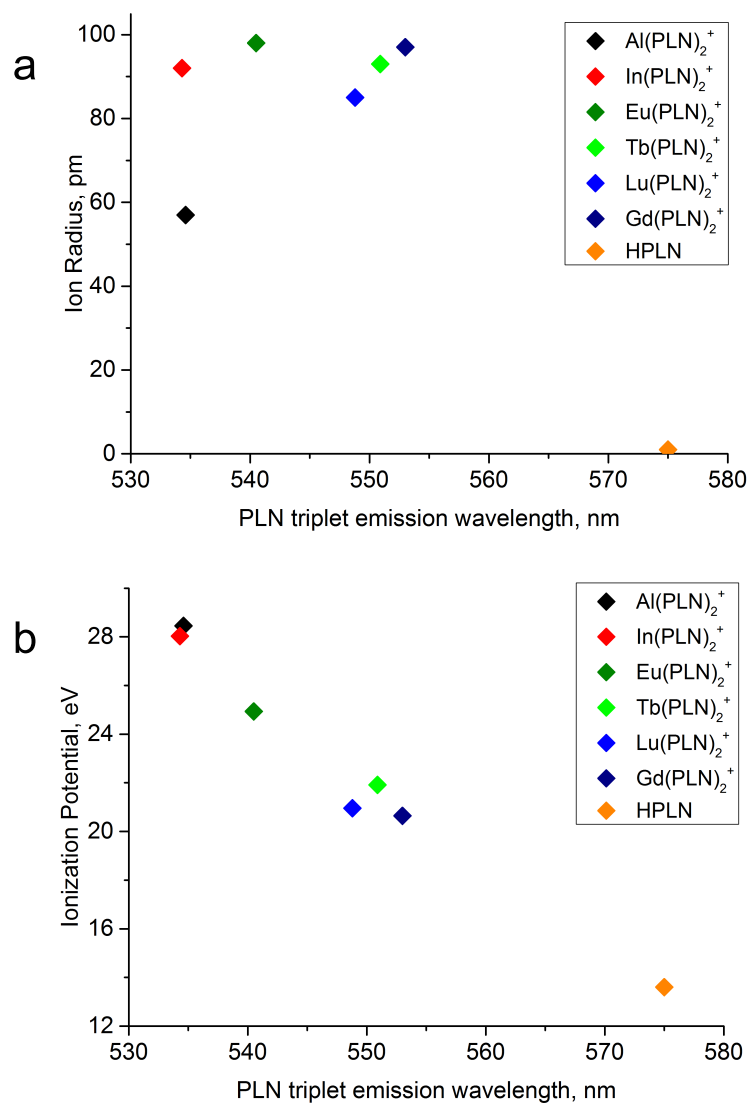 a
Ion Radius, pm
100
80
60
40
20
0
530 540 550 560 570 580
PLN triplet emission wavelength, nm
Al(PLN)₂⁺
In(PLN)₂⁺
Eu(PLN)₂⁺
Tb(PLN)₂⁺
Lu(PLN)₂⁺
Gd(PLN)₂⁺
HPLN
b
Ionization Potential, eV
28
24
20
16
12
530 540 550 560 570 580
PLN triplet emission wavelength, nm
Al(PLN)₂⁺
In(PLN)₂⁺
Eu(PLN)₂⁺
Tb(PLN)₂⁺
Lu(PLN)₂⁺
Gd(PLN)₂⁺
HPLN